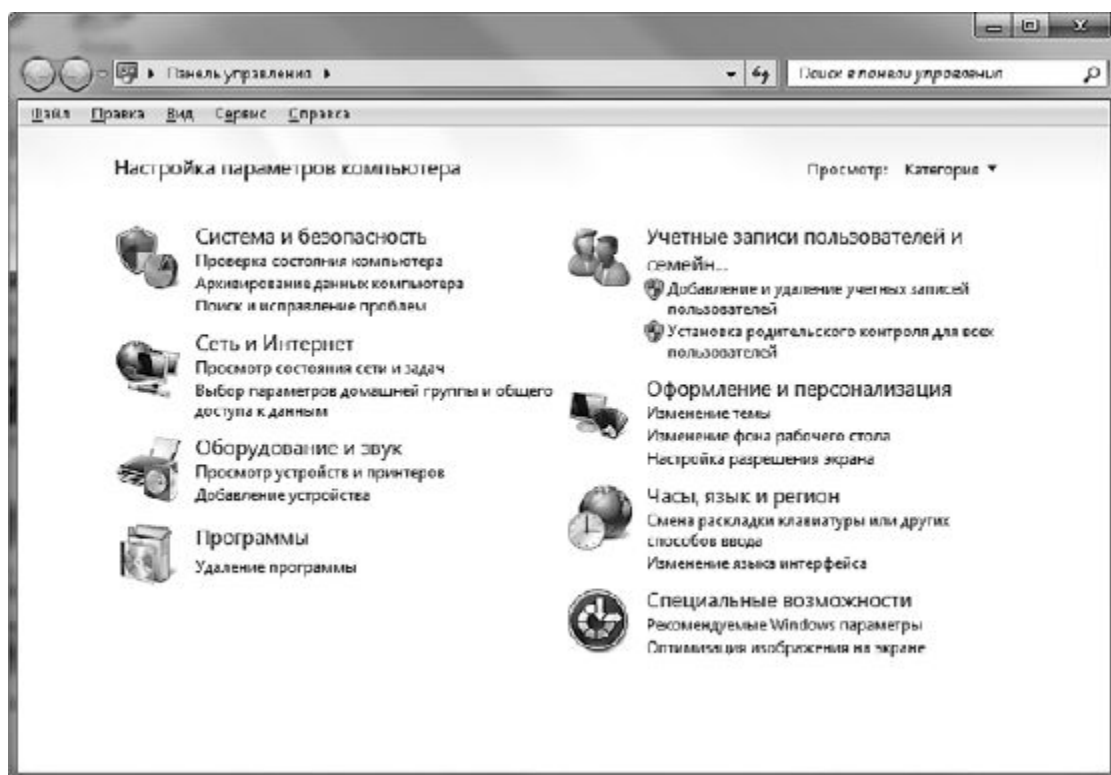 Панель управления
Поиск в панели управления
Файл Правка Вид Сервис Справка
Настройка параметров компьютера
Просмотр: Категория
Система и безопасность
Проверка состояния компьютера
Архивирование данных компьютера
Поиск и исправление проблем
Сеть и Интернет
Просмотр состояния сети и задач
Выбор параметров домашней группы и общего
доступа к данным
Оборудование и звук
Просмотр устройств и принтеров
Добавление устройства
Программы
Удаление программы
Учетные записи пользователей и
семейн...
Добавление и удаление учетных записей
пользователей
Установка родительского контроля для всех
пользователей
Оформление и персонализация
Изменение темы
Изменение фона рабочего стола
Настройка разрешения экрана
Часы, язык и регион
Смена раскладки клавиатуры или других
способов ввода
Изменение языка интерфейса
Специальные возможности
Рекомендуемые Windows параметры
Оптимизация изображения на экране